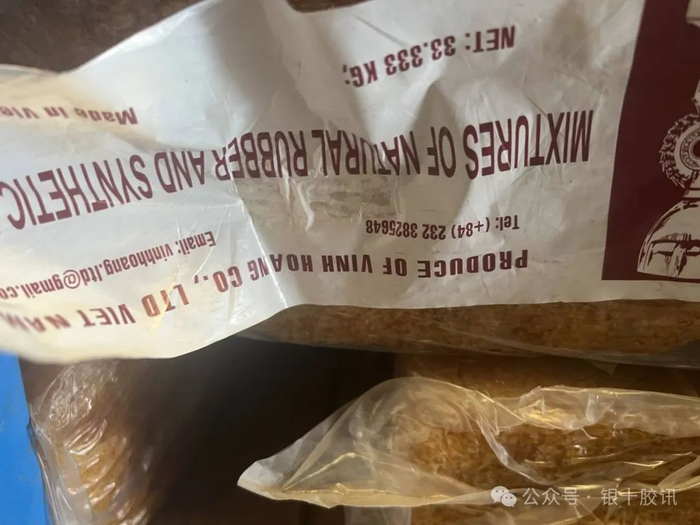 PRODUCE OF VINH HOANG CO., LTD VIET NAM
Tel: (+84) 232 3825648 Email: vinhhoang.ltd@gmail.co
MIXTURES OF NATURAL RUBBER AND SYNTHETIC
NET: 33.333 KG; Made in Vie
公众号 · 银十胶讯